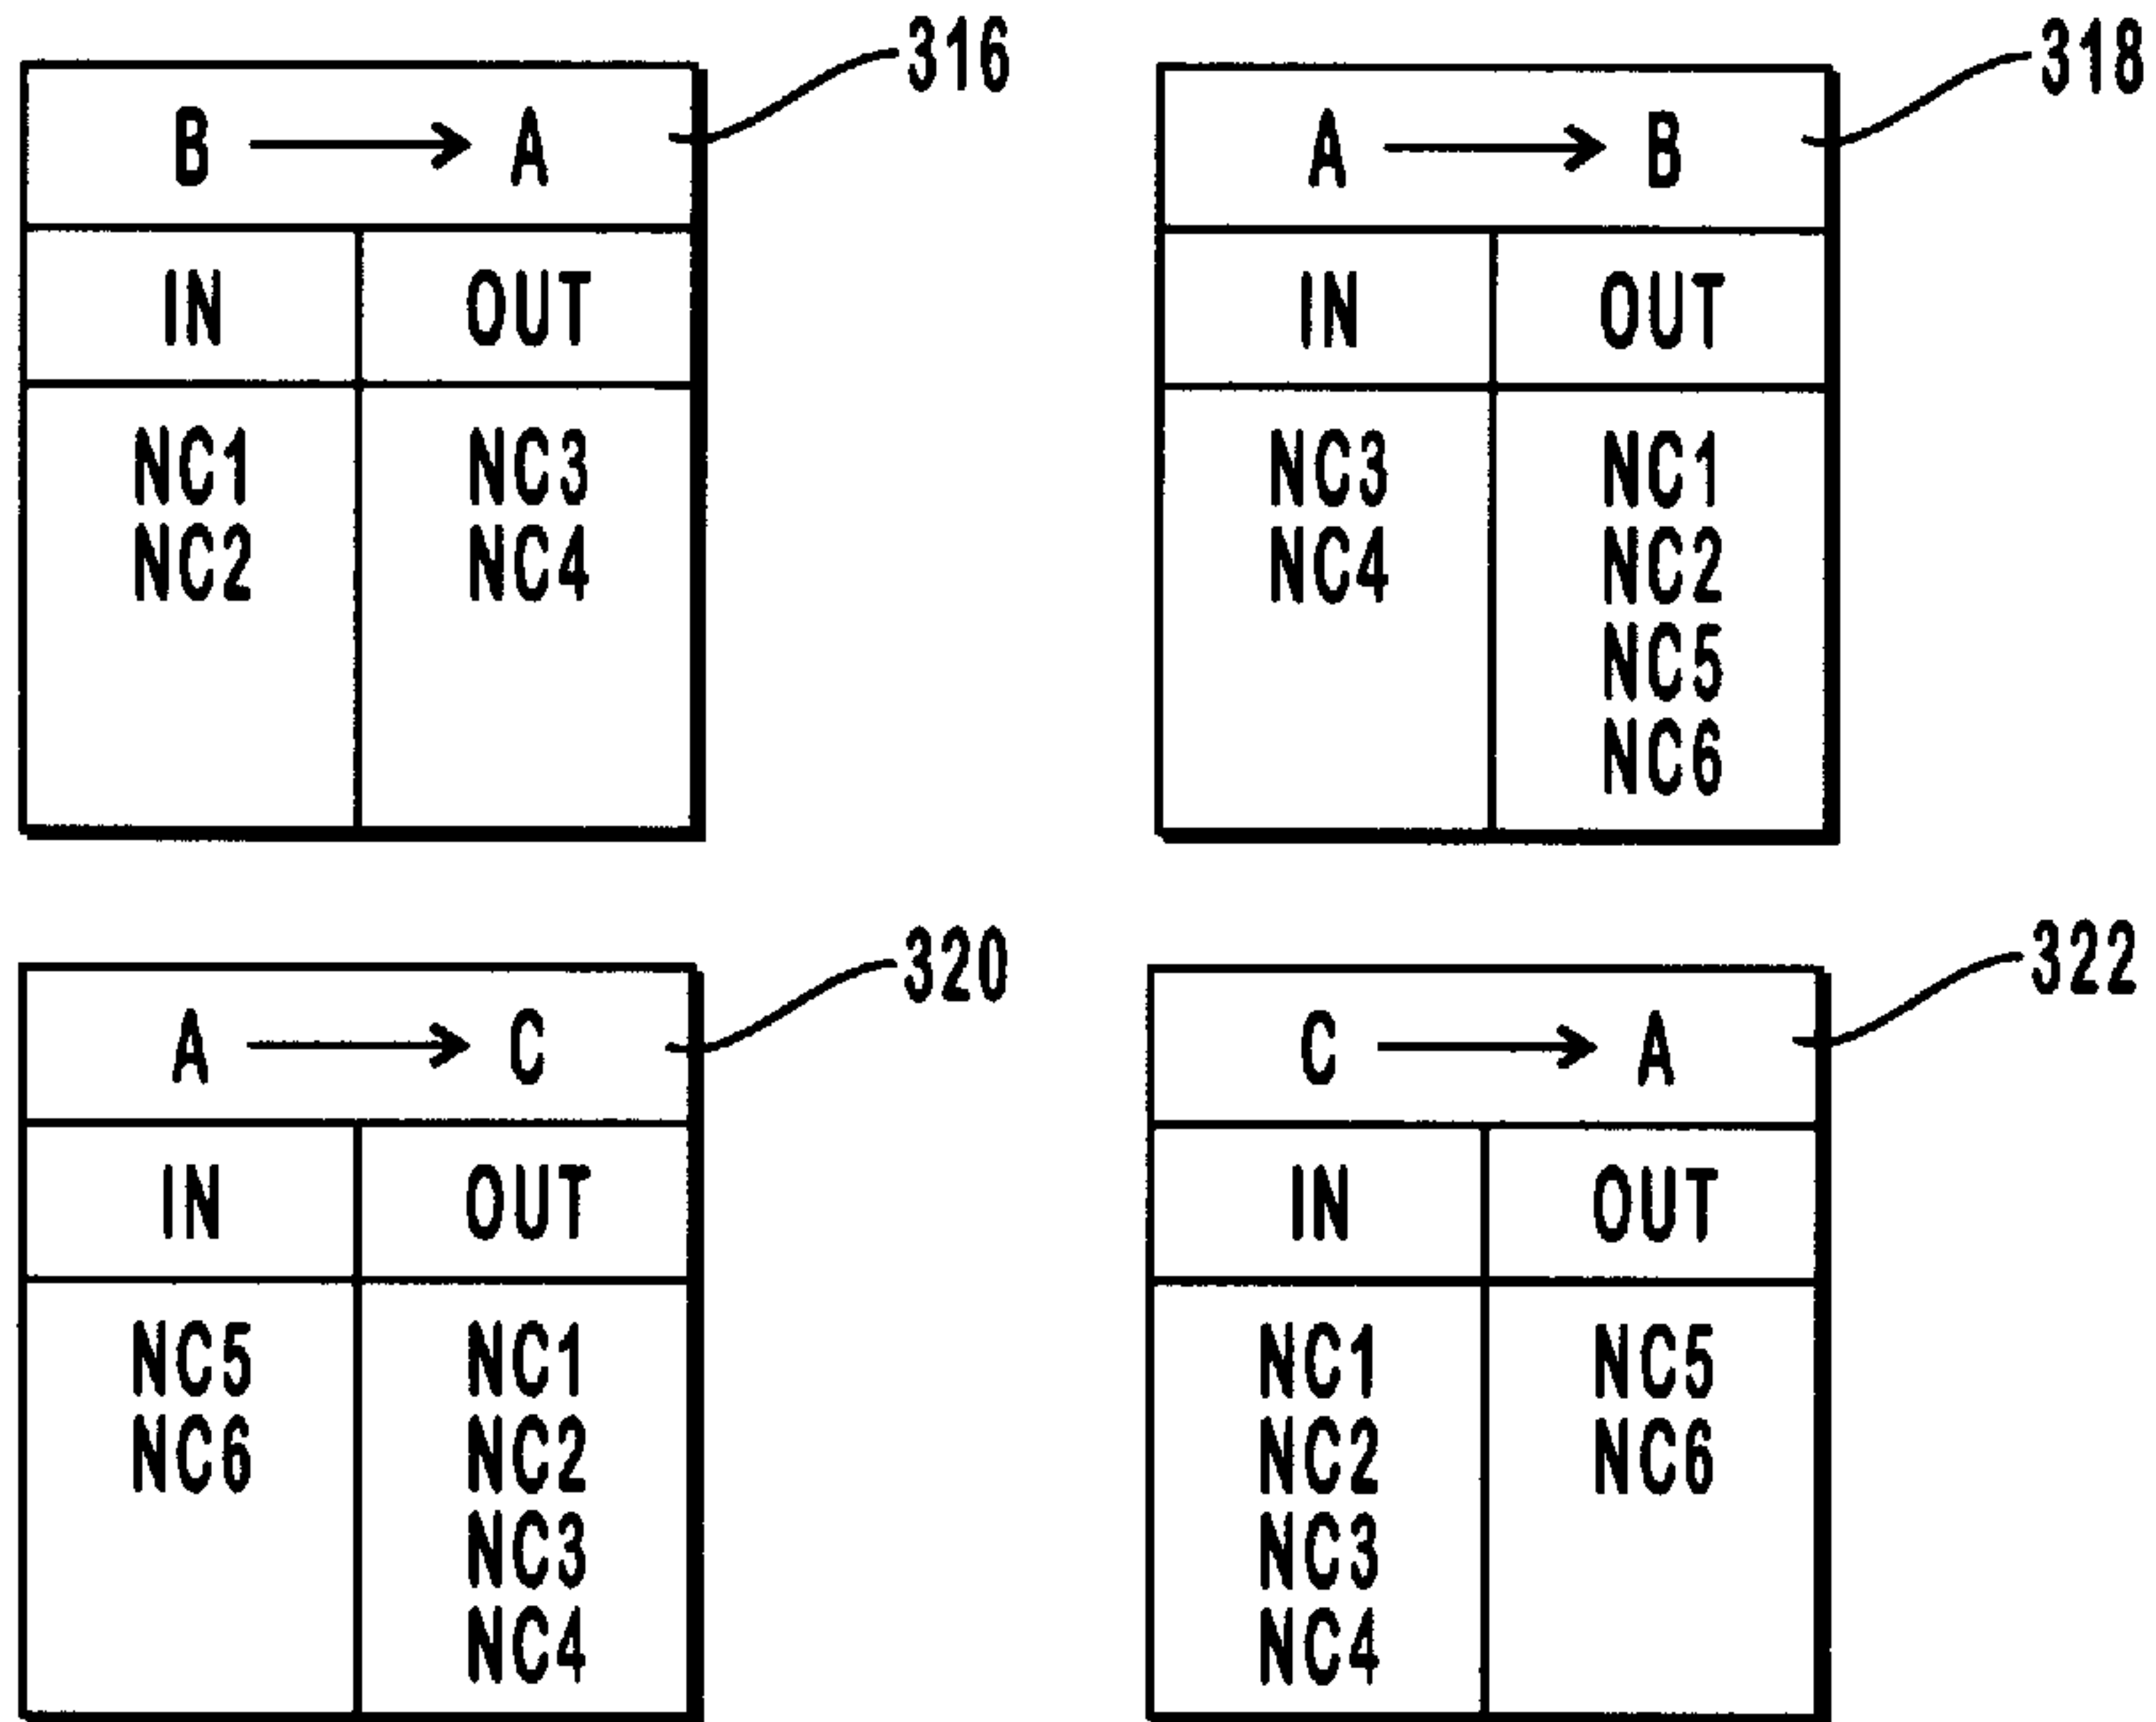 316
B → A
IN OUT
NC1 NC3
NC2 NC4
318
A → B
IN OUT
NC3 NC1
NC4 NC2
NC5
NC6
320
A → C
IN OUT
NC5 NC1
NC6 NC2
NC3
NC4
322
C → A
IN OUT
NC1 NC5
NC2 NC6
NC3
NC4